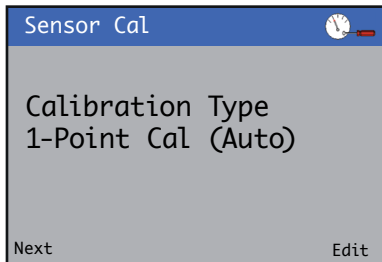 Sensor Cal
Calibration Type
1-Point Cal (Auto)
Next Edit